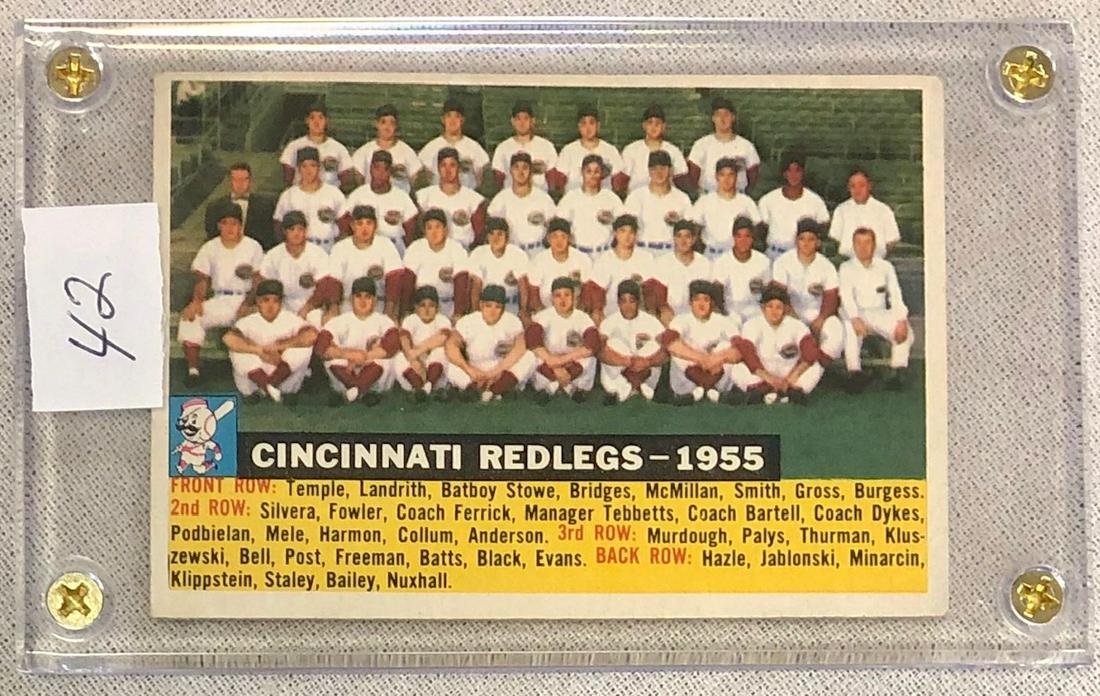 42
CINCINNATI REDLEGS – 1955
FRONT ROW: Temple, Landrith, Batboy Stowe, Bridges, McMillan, Smith, Gross, Burgess.
2nd ROW: Silvera, Fowler, Coach Ferrick, Manager Tebbetts, Coach Bartell, Coach Dykes,
Podbielan, Mele, Harmon, Collum, Anderson. 3rd ROW: Murdough, Palys, Thurman, Klus-
zewski, Bell, Post, Freeman, Batts, Black, Evans. BACK ROW: Hazle, Jablonski, Minarcin,
Klippstein, Staley, Bailey, Nuxhall.